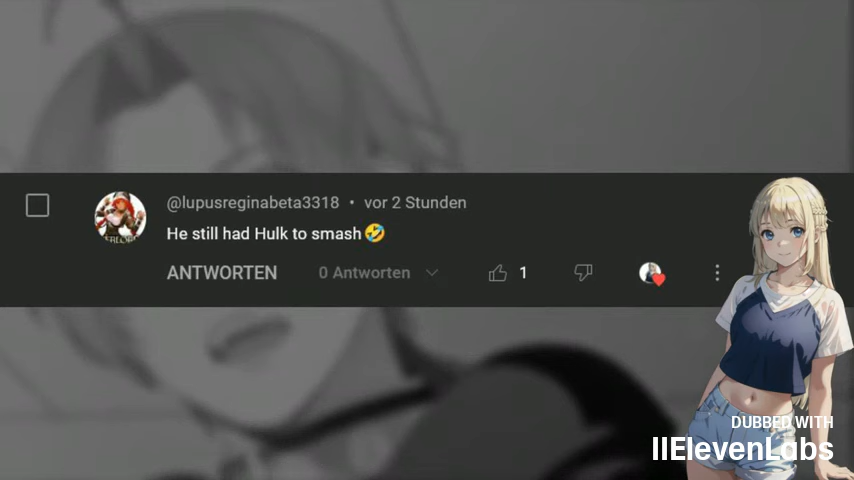 @lupusreginabeta3318 • vor 2 Stunden
He still had Hulk to smash🤣
ANTWORTEN 0 Antworten 1
DUBBED WITH
IIElevenLabs